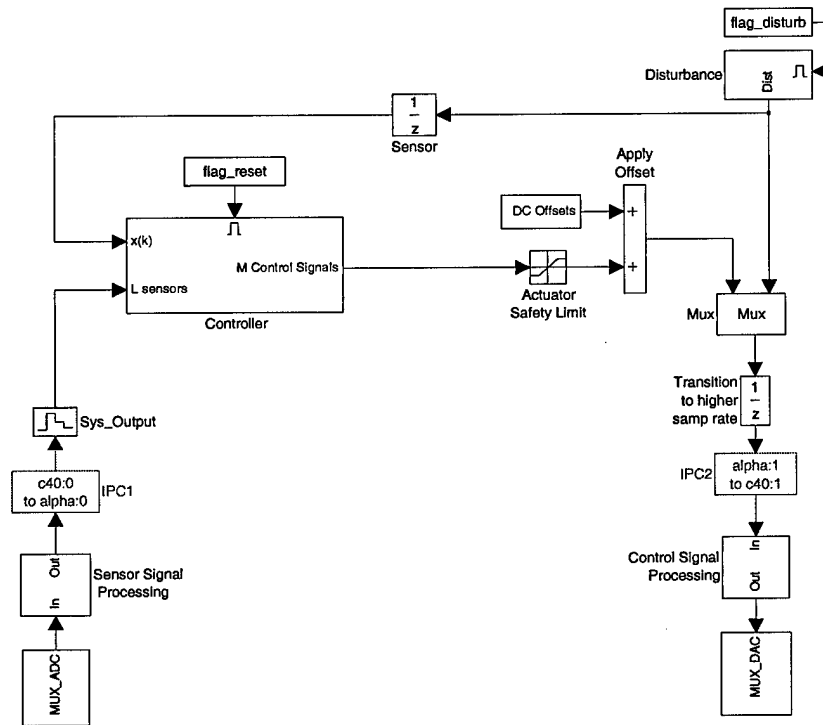 flag_disturb
Disturbance
Dist
1
z
Sensor
flag_reset
Apply
Offset
DC Offsets
+
+
x(k)
M Control Signals
L sensors
Controller
Actuator
Safety Limit
Mux
Mux
Transition
to higher
samp rate
1
z
Sys_Output
c40:0
to alpha:0
IPC1
IPC2
alpha:1
to c40:1
Out
In
Sensor Signal
Processing
Control Signal
Processing
In
Out
MUX_ADC
MUX_DAC